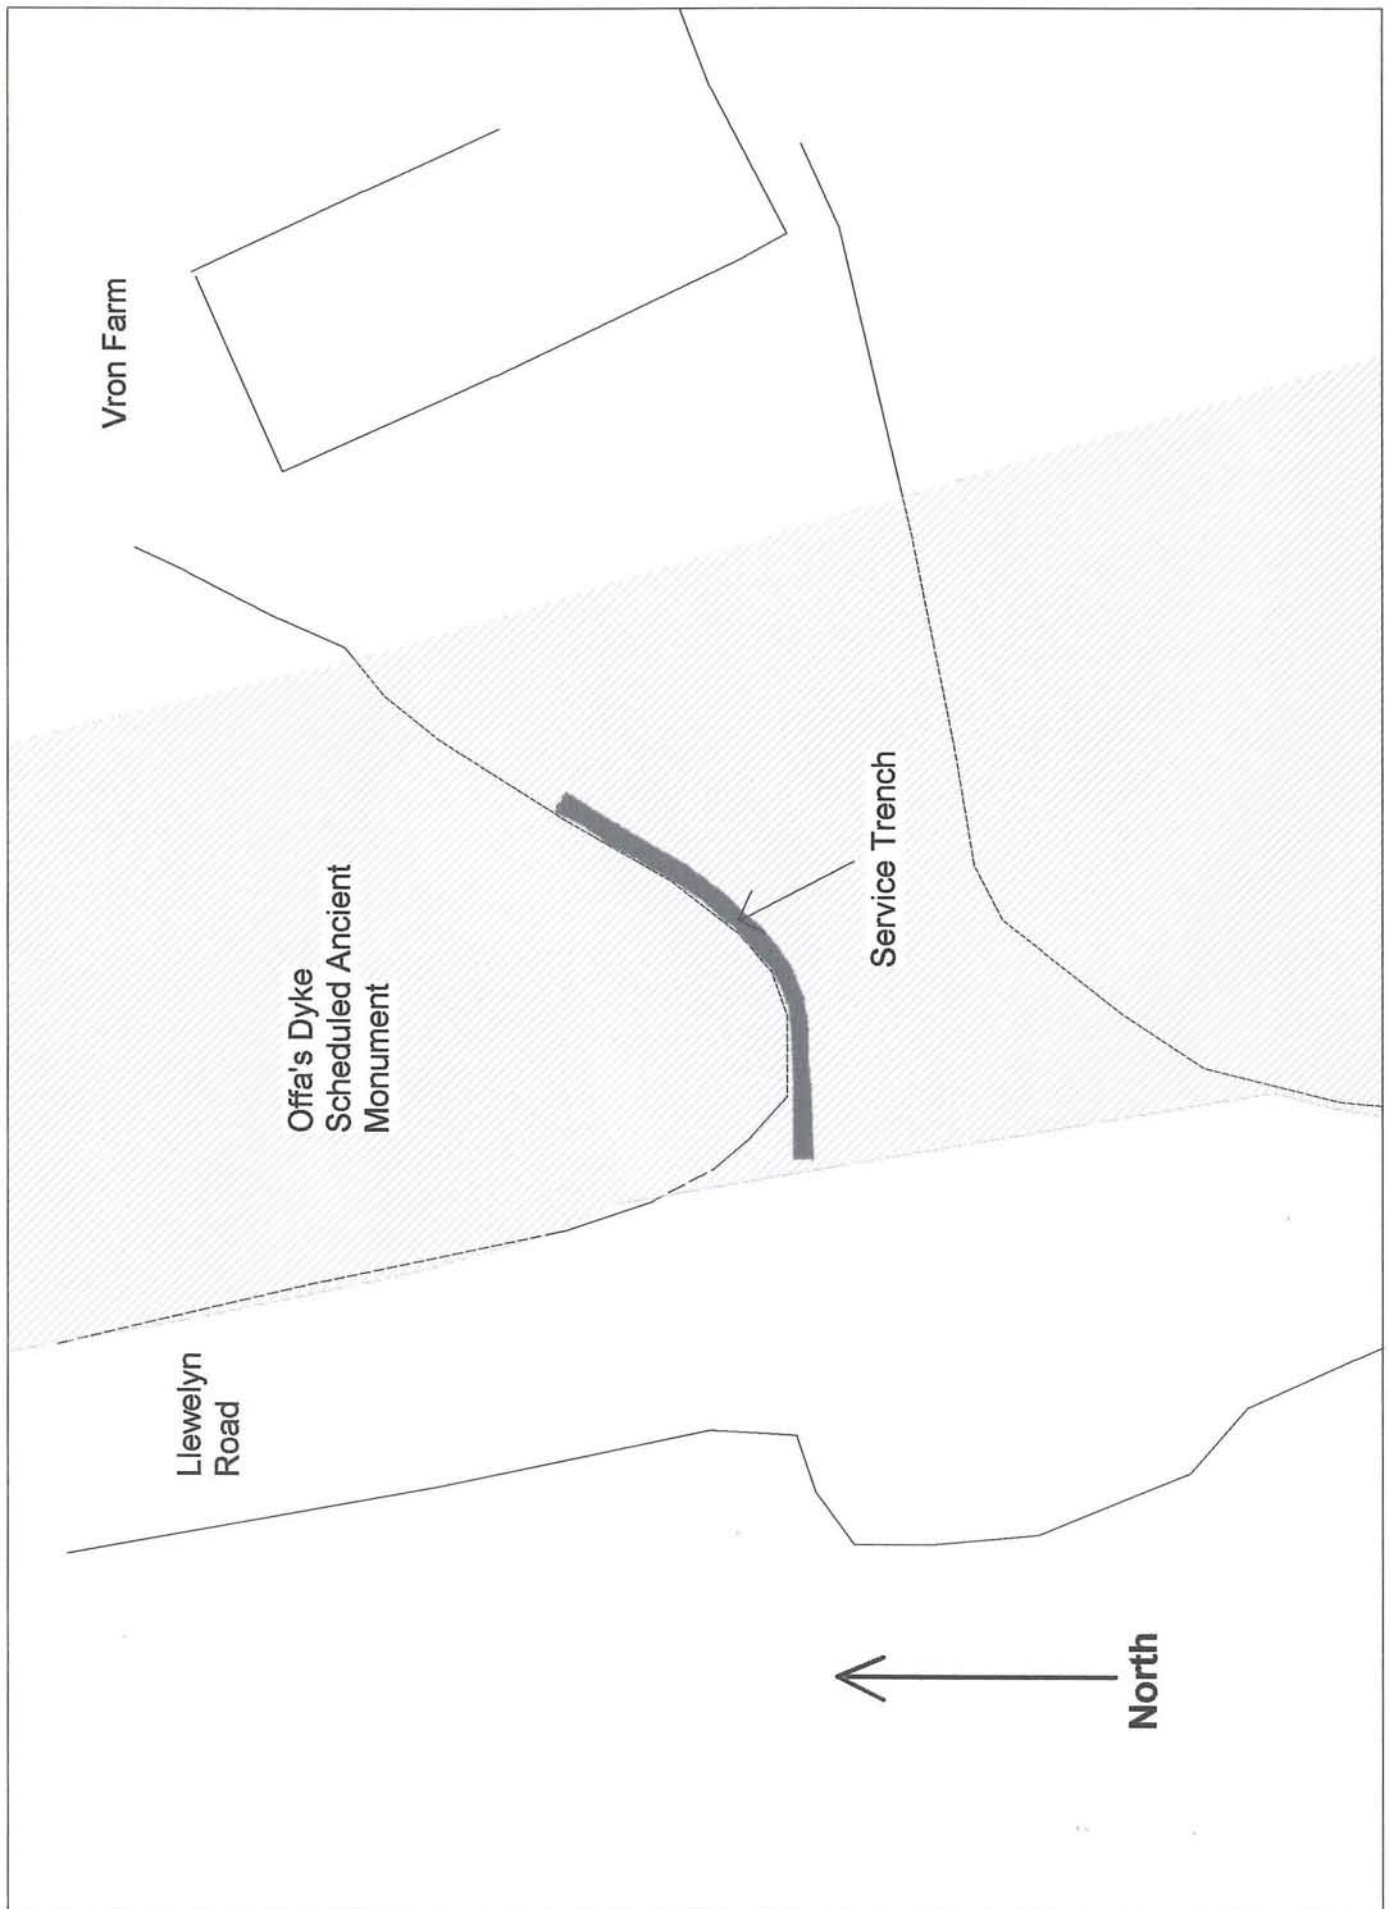 Llewelyn
Road
Offa's Dyke
Scheduled Ancient
Monument
Vron Farm
Service Trench
North